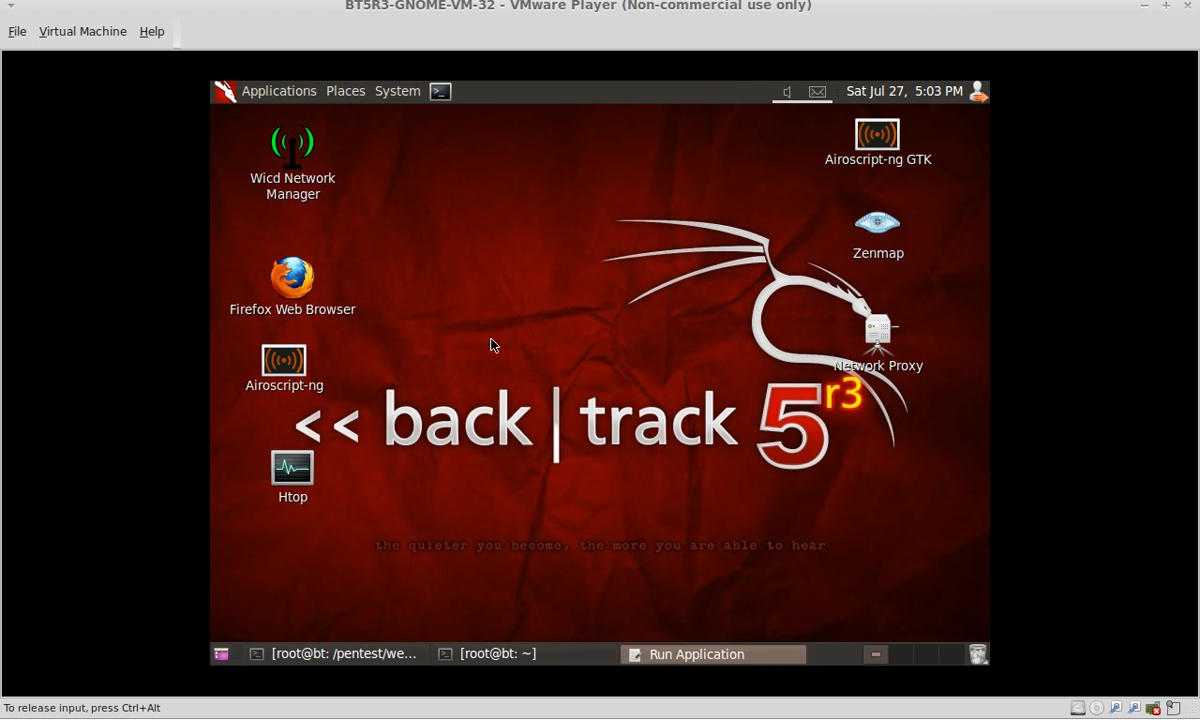 BT5R3-GNOME-VM-32 - VMware Player (Non-commercial use only)
File Virtual Machine Help
Applications Places System Sat Jul 27, 5:03 PM
Wicd Network
Manager
Airoscript-ng GTK
Zenmap
Firefox Web Browser
Network Proxy
Airoscript-ng
<< back | track 5 r3
Htop
the quieter you become, the more you are able to hear
[root@bt: /pentest/we... [root@bt: ~] Run Application
To release input, press Ctrl+Alt